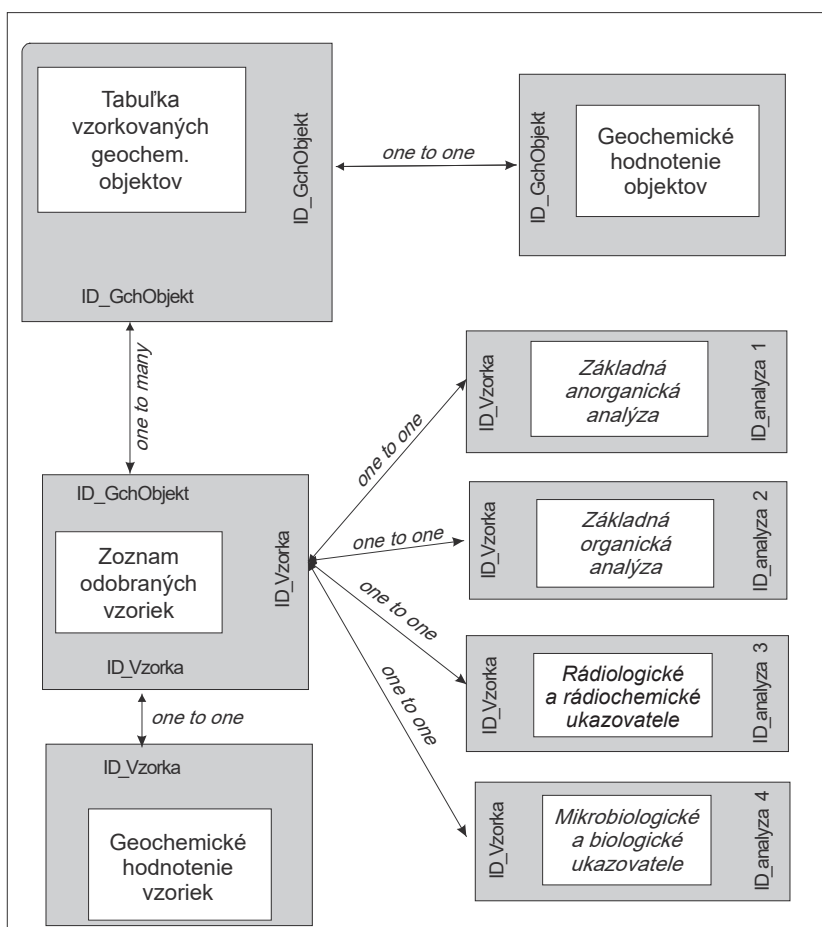 Tabuľka
vzorkovaných
geochem.
objektov
ID_GchObjekt
ID_GchObjekt
one to one
ID_GchObjekt
Geochemické
hodnotenie
objektov
one to many
ID_GchObjekt
Zoznam
odobraných
vzoriek
ID_Vzorka
ID_Vzorka
one to one
ID_Vzorka
Geochemické
hodnotenie
vzoriek
one to one
ID_Vzorka
Základná
anorganická
analýza
ID_analyza 1
one to one
ID_Vzorka
Základná
organická
analýza
ID_analyza 2
one to one
ID_Vzorka
Rádiologické
a rádiochemické
ukazovatele
ID_analyza 3
one to one
ID_Vzorka
Mikrobiologické
a biologické
ukazovatele
ID_analyza 4